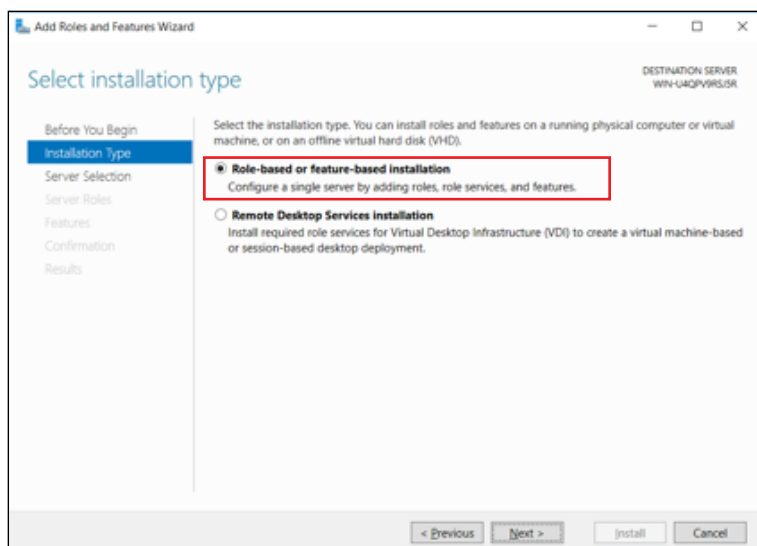 Add Roles and Features Wizard
Select installation type
DESTINATION SERVER
WIN-U4QPV9RSJSR
Before You Begin
Installation Type
Server Selection
Server Roles
Features
Confirmation
Results
Select the installation type. You can install roles and features on a running physical computer or virtual
machine, or on an offline virtual hard disk (VHD).
Role-based or feature-based installation
Configure a single server by adding roles, role services, and features.
Remote Desktop Services installation
Install required role services for Virtual Desktop Infrastructure (VDI) to create a virtual machine-based
or session-based desktop deployment.
< Previous
Next >
Install
Cancel